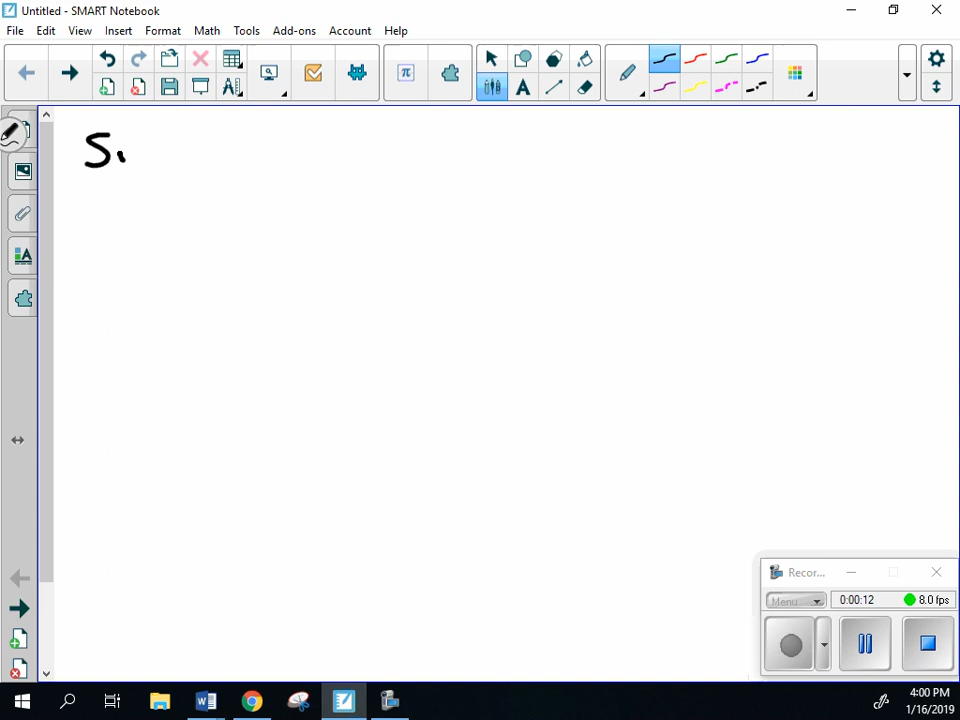 Untitled - SMART Notebook
File Edit View Insert Format Math Tools Add-ons Account Help
Recor...
Menu
0:00:12
8.0 fps
4:00 PM
1/16/2019